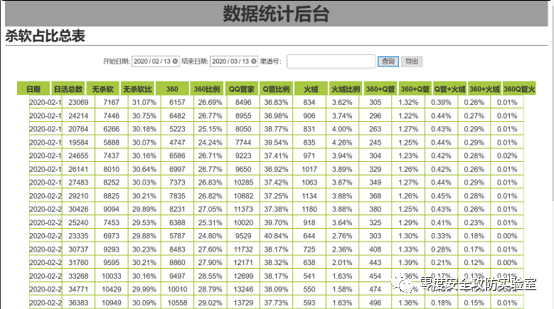 数据统计后台
杀软占比总表
开始日期: 2020/02/13 结束日期: 2020/03/13 渠道号: 查询 导出
日期 日活总数 无杀软 无杀软比 360 360比例 QQ管家 Q管比例 火绒 火绒比例 360+Q管 360+Q管 Q管+火绒 360+火绒 360Q管火
2020-02-1 23069 7167 31.07% 6157 26.69% 8496 36.83% 834 3.62% 305 1.32% 0.39% 0.26% 0.01%
2020-02-1 24214 7446 30.75% 6482 26.77% 8955 36.98% 906 3.74% 296 1.22% 0.44% 0.27% 0.01%
2020-02-1 20764 6266 30.18% 5223 25.15% 8050 38.77% 831 4.00% 263 1.27% 0.43% 0.29% 0.01%
2020-02-1 19584 5888 30.07% 4747 24.24% 7744 39.54% 835 4.26% 245 1.25% 0.44% 0.29% 0.01%
2020-02-1 24655 7437 30.16% 6586 26.71% 9223 37.41% 971 3.94% 304 1.23% 0.42% 0.28% 0.02%
2020-02-1 26141 8010 30.64% 6997 26.77% 9650 36.92% 1017 3.89% 329 1.26% 0.42% 0.26% 0.01%
2020-02-1 27483 8252 30.03% 7373 26.83% 10285 37.42% 1063 3.87% 349 1.27% 0.44% 0.29% 0.01%
2020-02-2 29210 8825 30.21% 7835 26.82% 10882 37.25% 1134 3.88% 368 1.26% 0.45% 0.28% 0.01%
2020-02-2 30426 9094 29.89% 8231 27.05% 11373 37.38% 1180 3.88% 380 1.25% 0.43% 0.26% 0.01%
2020-02-2 25240 7453 29.53% 6388 25.31% 10020 39.70% 918 3.64% 325 1.29% 0.41% 0.23% 0.01%
2020-02-2 23335 6973 29.88% 5787 24.80% 9529 40.84% 644 2.76% 303 1.30% 0.33% 0.18% 0.00%
2020-02-2 30737 9293 30.23% 8483 27.60% 11732 38.17% 725 2.36% 408 1.33% 0.28% 0.17% 0.01%
2020-02-2 31760 9595 30.21% 8860 27.90% 12171 38.32% 638 2.01% 443 1.39% 0.21% 0.12% 0.00%
2020-02-2 33268 10033 30.16% 9497 28.55% 12699 38.17% 541 1.63% 454 0.17% 0.13% 0.01%
2020-02-2 34771 10429 29.99% 10010 28.79% 13246 38.09% 550 1.58% 474
2020-02-2 36383 10949 30.09% 10558 29.02% 13729 37.73% 593 1.63% 496 1.36% 0.18% 0.15% 0.01%
零度安全攻防实验室